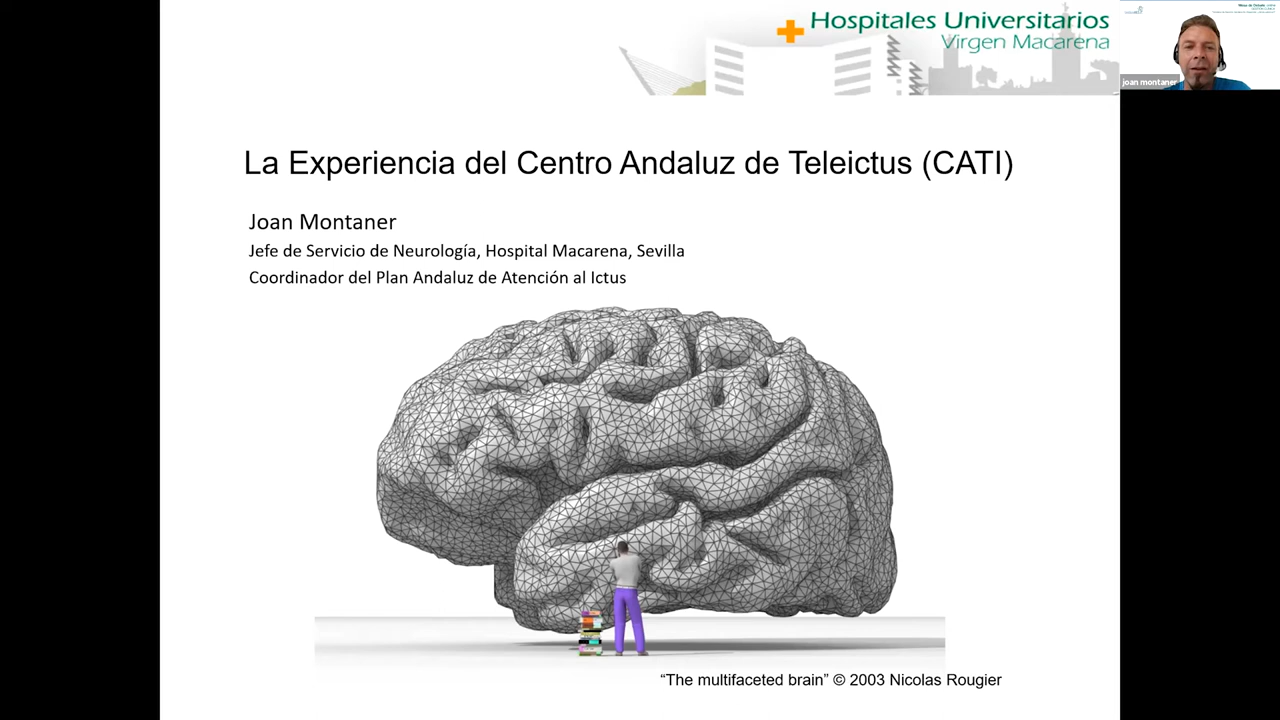 Hospitales Universitarios
Virgen Macarena
joan montaner
La Experiencia del Centro Andaluz de Teleictus (CATI)
Joan Montaner
Jefe de Servicio de Neurología, Hospital Macarena, Sevilla
Coordinador del Plan Andaluz de Atención al Ictus
“The multifaceted brain” © 2003 Nicolas Rougier